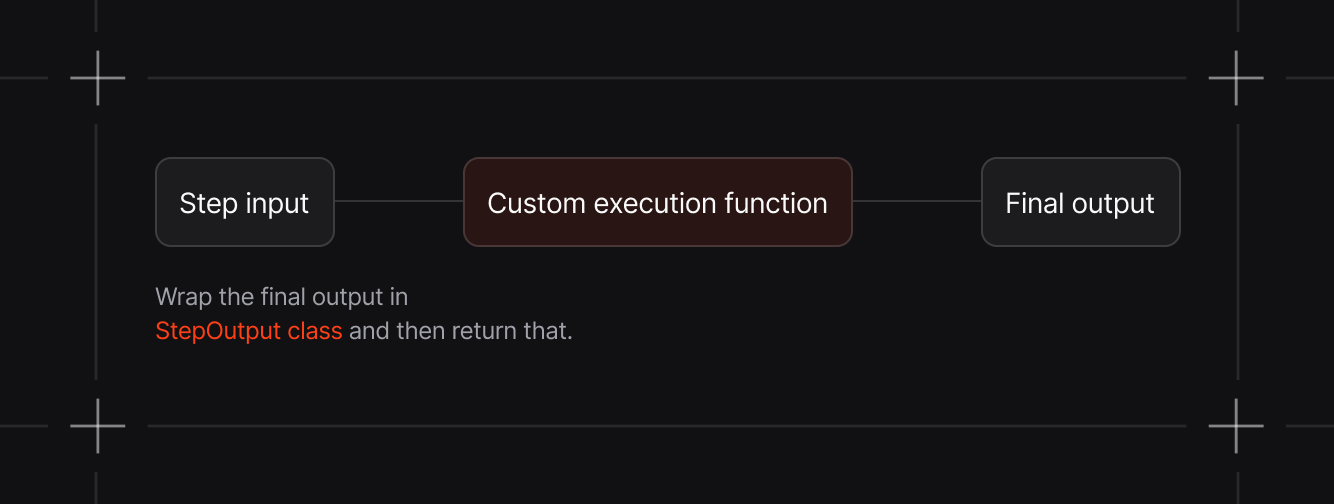 Step input
Custom execution function
Final output
Wrap the final output in
StepOutput class and then return that.